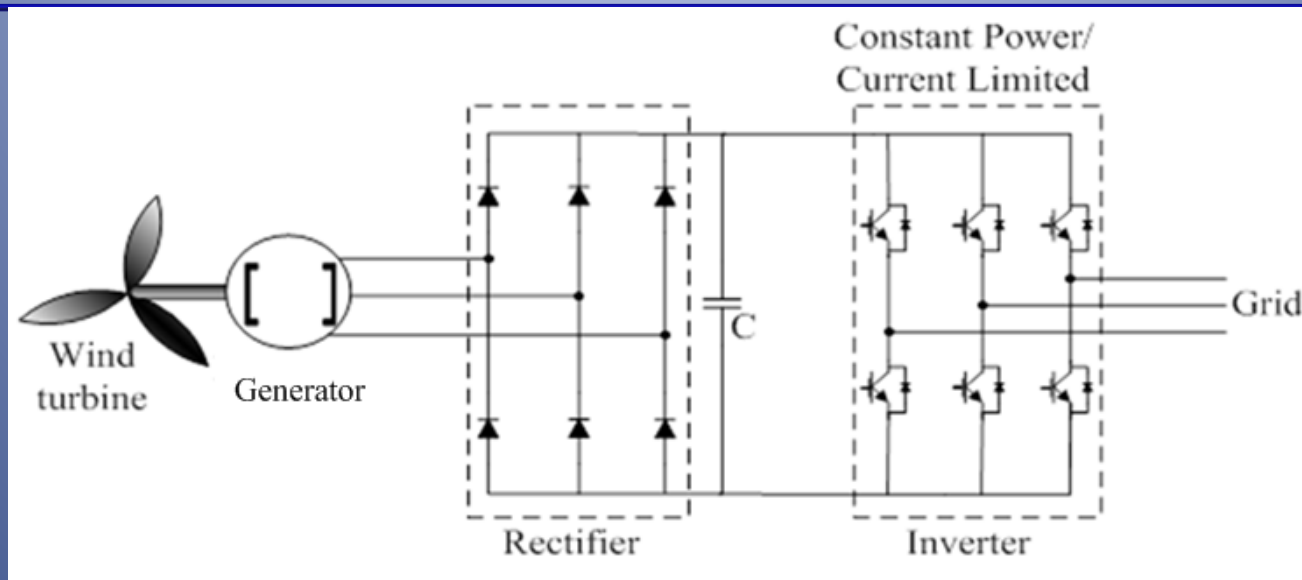 Constant Power/
Current Limited
Grid
C
Wind
turbine
Generator
Rectifier
Inverter